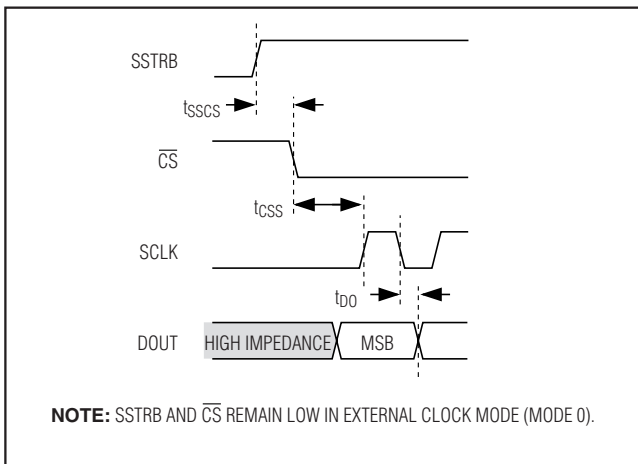 SSTRB
tSSCS
CS
tCSS
SCLK
tDO
DOUT HIGH IMPEDANCE MSB
NOTE: SSTRB AND CS REMAIN LOW IN EXTERNAL CLOCK MODE (MODE 0).